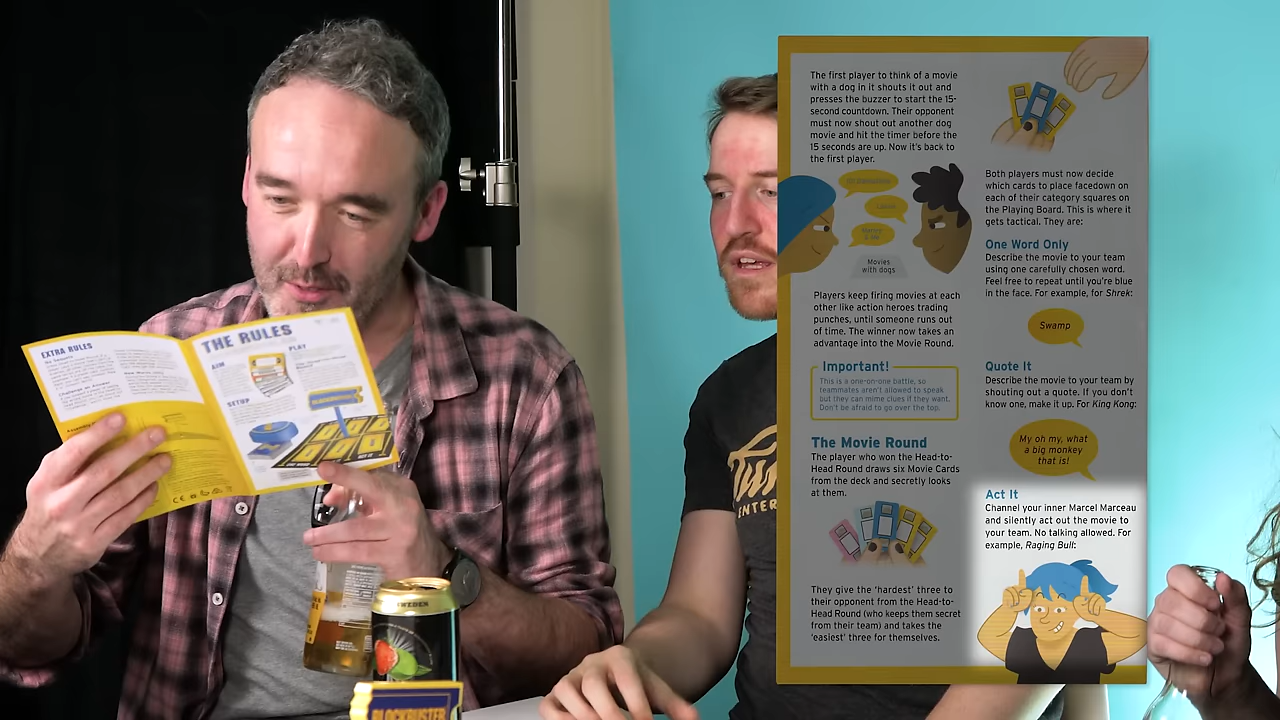 EXTRA RULES
THE RULES
AIM
PLAY
SETUP
SWEDEN
BLOCKBUSTER
ENTER
The first player to think of a movie
with a dog in it shouts it out and
presses the buzzer to start the 15-
second countdown. Their opponent
must now shout out another dog
movie and hit the timer before the
15 seconds are up. Now it's back to
the first player.
101 Dalmatians
Lassie
Marley
& Me
Movies
with dogs
Players keep firing movies at each
other like action heroes trading
punches, until someone runs out
of time. The winner now takes an
advantage into the Movie Round.
Important!
This is a one-on-one battle, so
teammates aren't allowed to speak
but they can mime clues if they want.
Don't be afraid to go over the top.
The Movie Round
The player who won the Head-to-
Head Round draws six Movie Cards
from the deck and secretly looks
at them.
They give the 'hardest' three to
their opponent from the Head-to-
Head Round (who keeps them secret
from their team) and takes the
'easiest' three for themselves.
Both players must now decide
which cards to place facedown on
each of their category squares on
the Playing Board. This is where it
gets tactical. They are:
One Word Only
Describe the movie to your team
using one carefully chosen word.
Feel free to repeat until you're blue
in the face. For example, for Shrek:
Swamp
Quote It
Describe the movie to your team by
shouting out a quote. If you don't
know one, make it up. For King Kong:
My oh my, what
a big monkey
that is!
Act It
Channel your inner Marcel Marceau
and silently act out the movie to
your team. No talking allowed. For
example, Raging Bull: